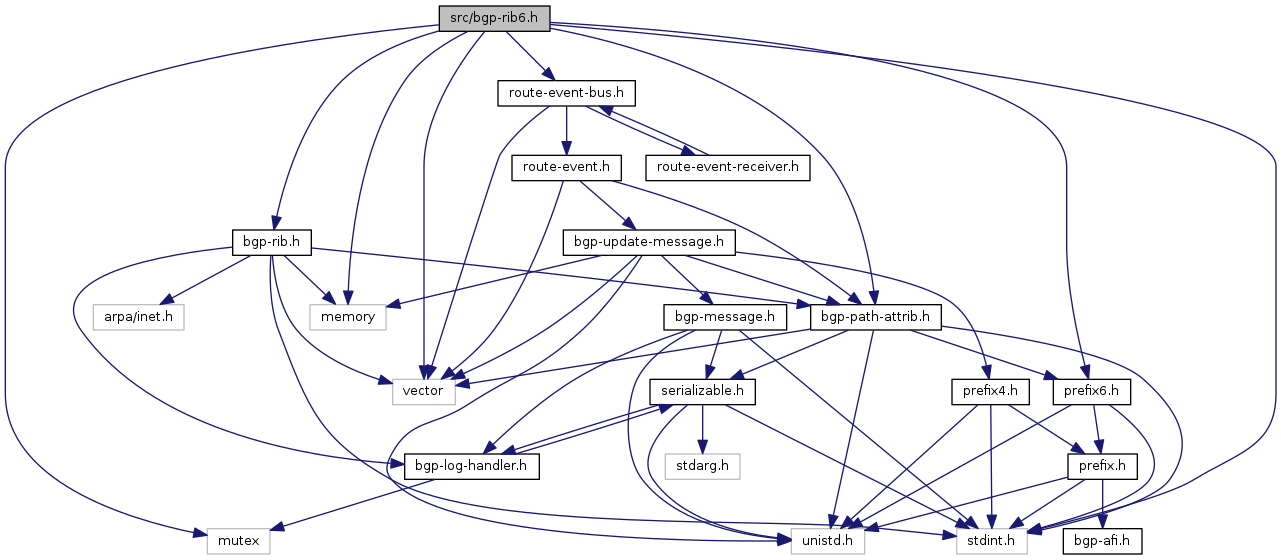 src/bgp-rib6.h
route-event-bus.h
route-event.h
route-event-receiver.h
bgp-rib.h
bgp-update-message.h
arpa/inet.h
memory
bgp-message.h
bgp-path-attrib.h
vector
serializable.h
prefix4.h
prefix6.h
bgp-log-handler.h
stdarg.h
prefix.h
mutex
unistd.h
stdint.h
bgp-afi.h